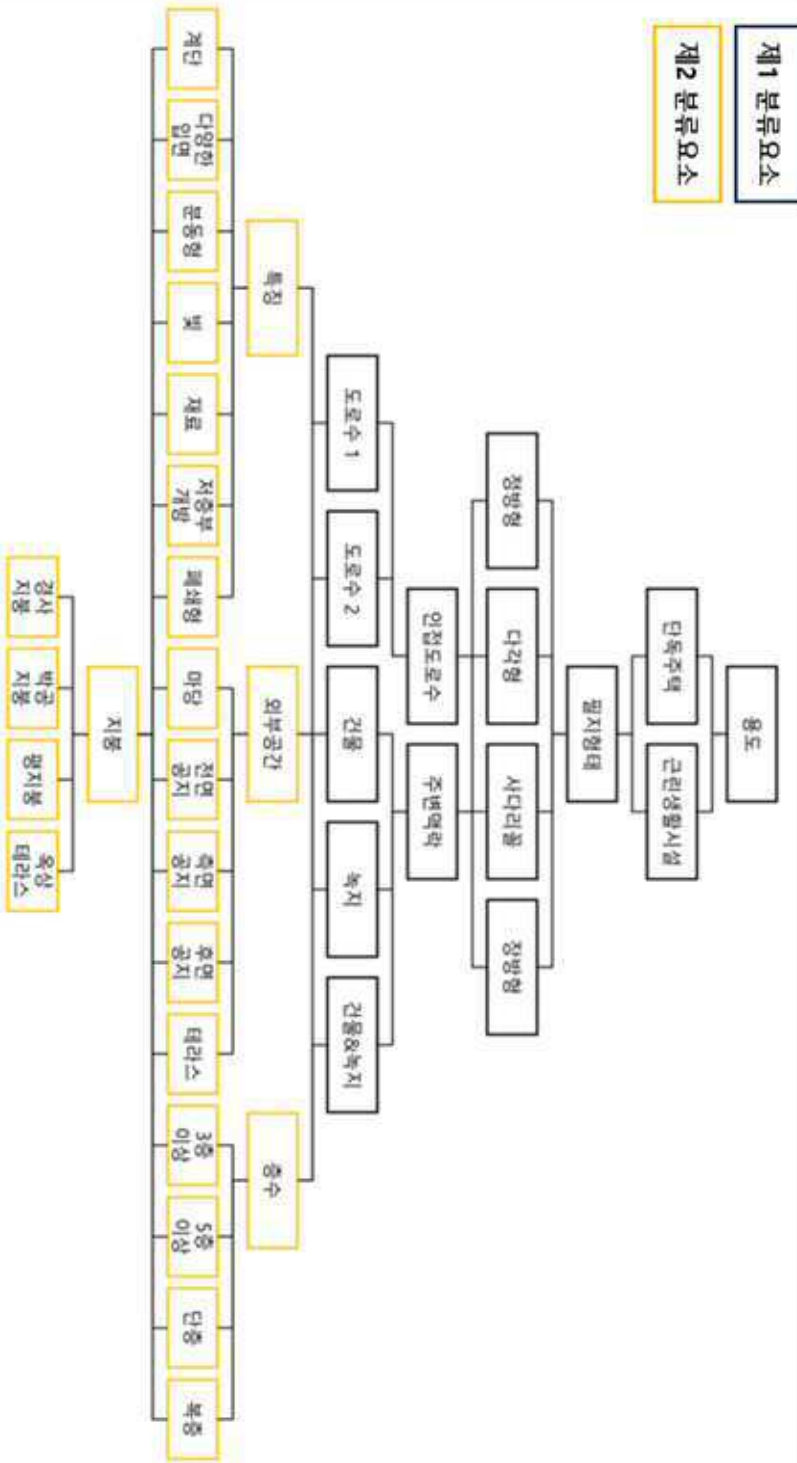 제1 분류요소
제2 분류요소
용도
단독주택
근린생활시설
필지형태
정방형
다각형
사다리꼴
장방형
인접도로수
주변맥락
도로수 1
도로수 2
건물
녹지
건물&녹지
특징
외부공간
층수
계단
다양한
입면
분동형
빛
재료
저층부
개방
폐쇄형
마당
전면
공지
측면
공지
후면
공지
테라스
3층
이상
5층
이상
단층
복층
지붕
경사
지붕
박공
지붕
평지붕
옥상
테라스